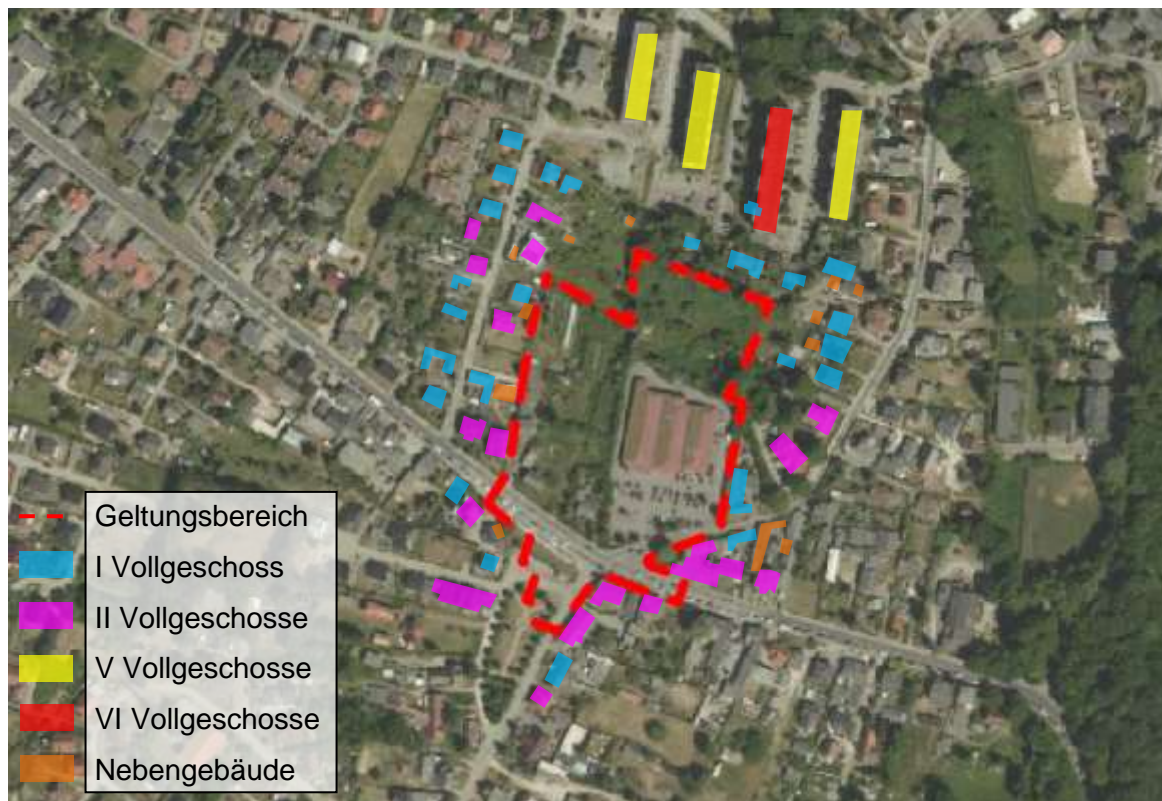 Geltungsbereich
I Vollgeschoss
II Vollgeschosse
V Vollgeschosse
VI Vollgeschosse
Nebengebäude